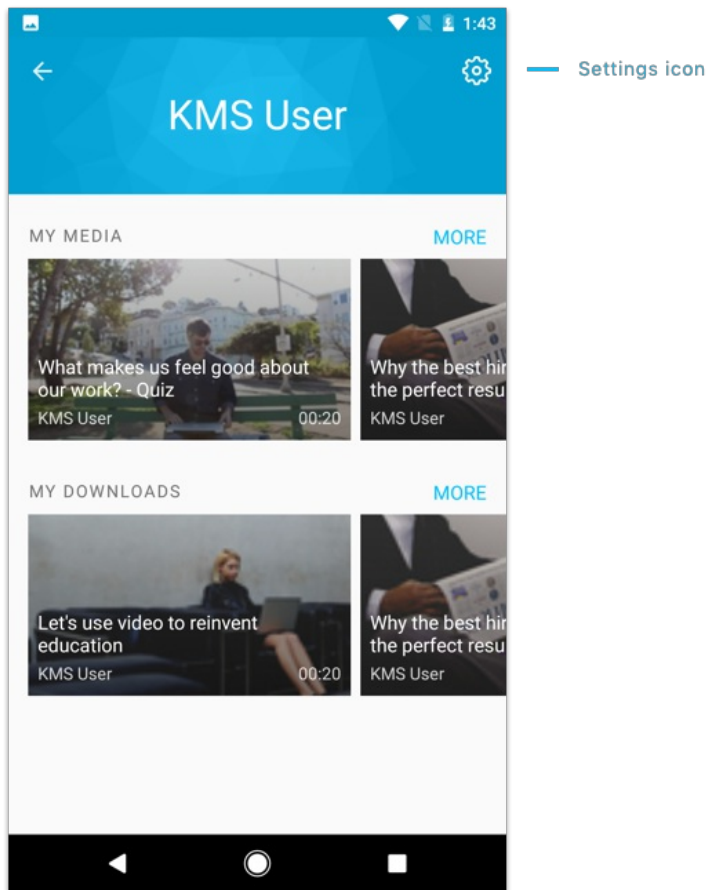 1:43
Settings icon
KMS User
MY MEDIA
MORE
What makes us feel good about
our work? - Quiz
KMS User
00:20
Why the best hir
the perfect resu
KMS User
MY DOWNLOADS
MORE
Let's use video to reinvent
education
KMS User
00:20
Why the best hir
the perfect resu
KMS User